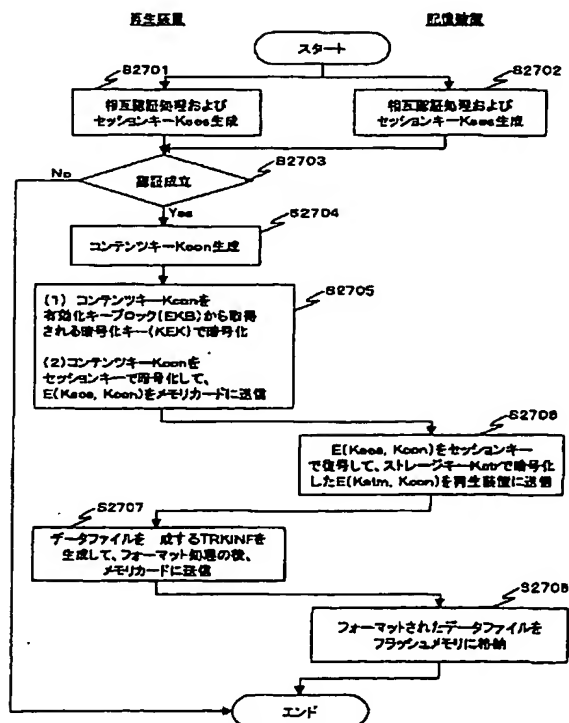 再生装置
記憶装置
スタート
S2701
S2702
相互認証処理および
セッションキーKses生成
相互認証処理および
セッションキーKses生成
S2703
No
認証成立
Yes
S2704
コンテンツキーKcon生成
S2705
(1) コンテンツキーKconを
有効化キーブロック(EKB)から取得
される暗号化キー(KEK)で暗号化
(2)コンテンツキーKconを
セッションキーで暗号化して、
E(Kses, Kcon)をメモリカードに送信
S2706
E(Kses, Kcon)をセッションキー
で復号して、ストレージキーKstrで暗号化
したE(Kstm, Kcon)を再生装置に送信
S2707
データファイルを 成するTRKINFを
生成して、フォーマット処理の後、
メモリカードに送信
S2708
フォーマットされたデータファイルを
フラッシュメモリに格納
エンド